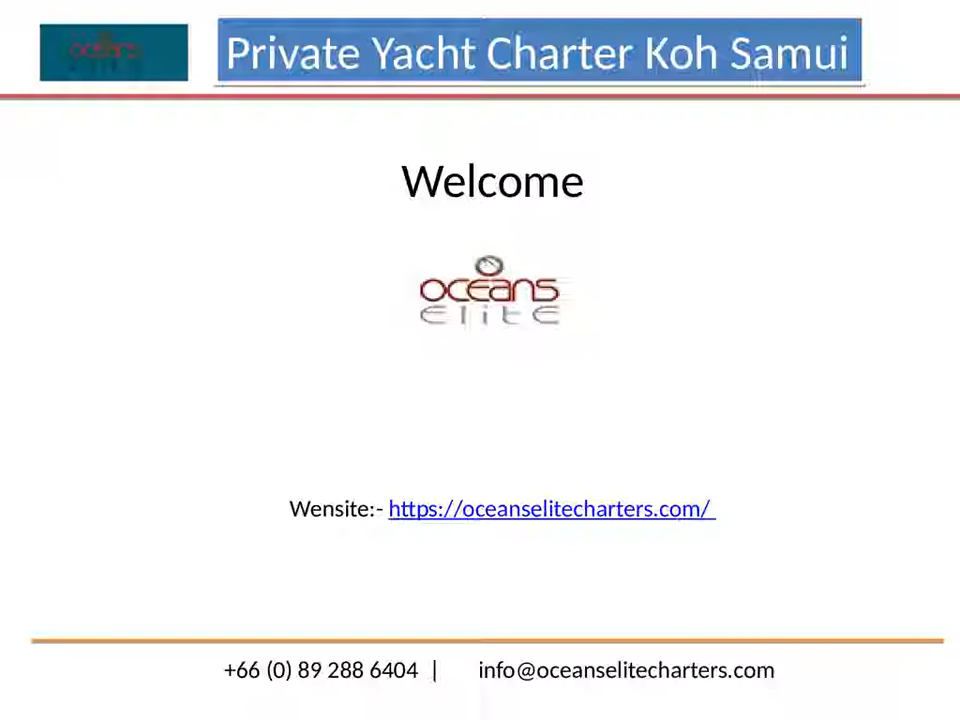 oceans
Private Yacht Charter Koh Samui
Welcome
oceans
elite
Wensite:- https://oceanselitecharters.com/
+66 (0) 89 288 6404 | info@oceanselitecharters.com